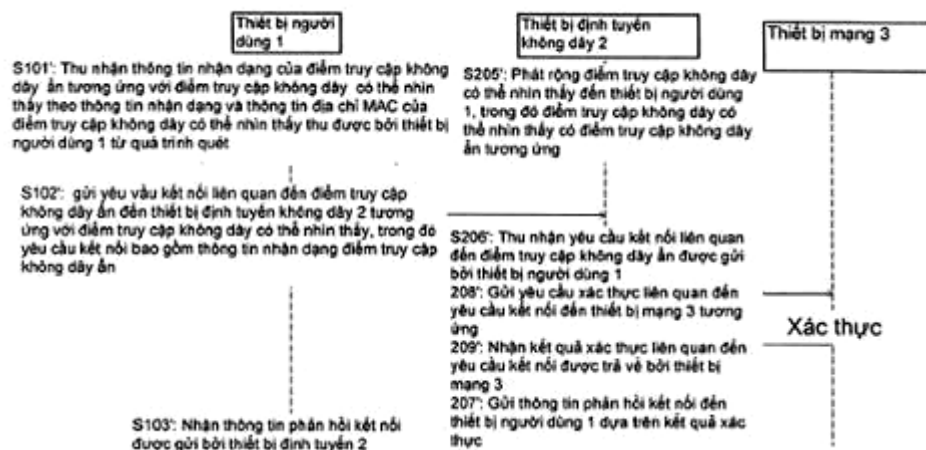 Thiết bị người
dùng 1
Thiết bị định tuyến
không dây 2
Thiết bị mạng 3
S101': Thu nhận thông tin nhận dạng của điểm truy cập không
dây ẩn tương ứng với điểm truy cập không dây có thể nhìn
thấy theo thông tin nhận dạng và thông tin địa chỉ MAC của
điểm truy cập không dây có thể nhìn thấy thu được bởi thiết bị
người dùng 1 từ quá trình quét
S205': Phát rộng điểm truy cập không dây
có thể nhìn thấy đến thiết bị người dùng
1, trong đó điểm truy cập không dây có
thể nhìn thấy có điểm truy cập không dây
ẩn tương ứng
S102': gửi yêu vầu kết nối liên quan đến điểm truy cập
không dây ẩn đến thiết bị định tuyến không dây 2 tương
ứng với điểm truy cập không dây có thể nhìn thấy, trong đó
yêu cầu kết nối bao gồm thông tin nhận dạng điểm truy cập
không dây ẩn
S206': Thu nhận yêu cầu kết nối liên quan
đến điểm truy cập không dây ẩn được gửi
bởi thiết bị người dùng 1
208': Gửi yêu cầu xác thực liên quan đến
yêu cầu kết nối đến thiết bị mạng 3 tương
ứng
Xác thực
209': Nhận kết quả xác thực liên quan đến
yêu cầu kết nối được trả về bởi thiết bị
mạng 3
207': Gửi thông tin phản hồi kết nối đến
thiết bị người dùng 1 dựa trên kết quả xác
thực
S103': Nhận thông tin phản hồi kết nối
được gửi bởi thiết bị định tuyến 2